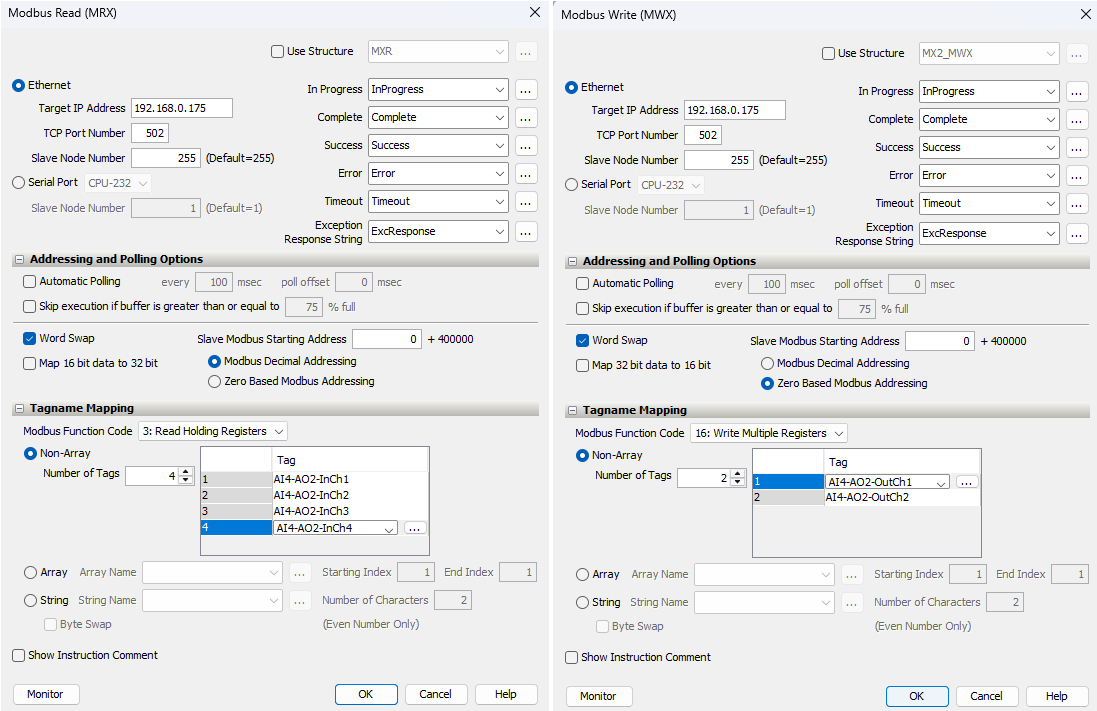 Modbus Read (MRX)
Use Structure MXR ...
Ethernet
In Progress InProgress ...
Target IP Address 192.168.0.175
Complete Complete ...
TCP Port Number 502
Success Success ...
Slave Node Number 255 (Default=255)
Error Error ...
Serial Port CPU-232
Timeout Timeout ...
Slave Node Number 1 (Default=1)
Exception
Response String ExcResponse ...
Addressing and Polling Options
Automatic Polling every 100 msec poll offset 0 msec
Skip execution if buffer is greater than or equal to 75 % full
Word Swap Slave Modbus Starting Address 0 + 400000
Map 16 bit data to 32 bit Modbus Decimal Addressing
Zero Based Modbus Addressing
Tagname Mapping
Modbus Function Code 3: Read Holding Registers
Non-Array
Number of Tags 4
Tag
1 AI4-AO2-InCh1
2 AI4-AO2-InCh2
3 AI4-AO2-InCh3
4 AI4-AO2-InCh4 ...
Array Array Name ... Starting Index 1 End Index 1
String String Name ... Number of Characters 2
Byte Swap (Even Number Only)
Show Instruction Comment
Monitor OK Cancel Help
Modbus Write (MWX)
Use Structure MX2_MWX ...
Ethernet
In Progress InProgress ...
Target IP Address 192.168.0.175
Complete Complete ...
TCP Port Number 502
Success Success ...
Slave Node Number 255 (Default=255)
Error Error ...
Serial Port CPU-232
Timeout Timeout ...
Slave Node Number 1 (Default=1)
Exception
Response String ExcResponse ...
Addressing and Polling Options
Automatic Polling every 100 msec poll offset 0 msec
Skip execution if buffer is greater than or equal to 75 % full
Word Swap Slave Modbus Starting Address 0 + 400000
Map 32 bit data to 16 bit Modbus Decimal Addressing
Zero Based Modbus Addressing
Tagname Mapping
Modbus Function Code 16: Write Multiple Registers
Non-Array
Number of Tags 2
Tag
1 AI4-AO2-OutCh1 ...
2 AI4-AO2-OutCh2
Array Array Name ... Starting Index 1 End Index 1
String String Name ... Number of Characters 2
Byte Swap (Even Number Only)
Show Instruction Comment
Monitor OK Cancel Help